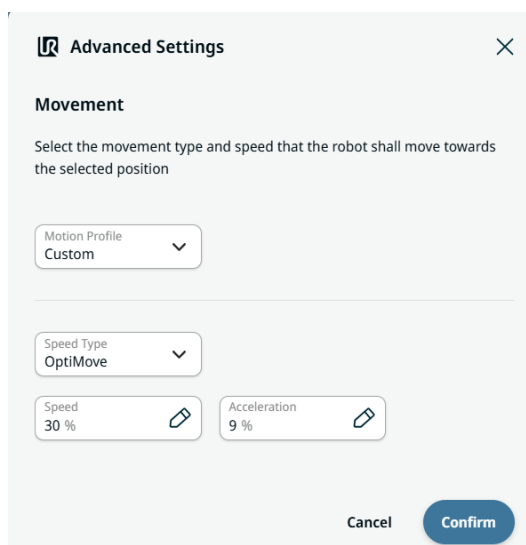 UR Advanced Settings
Movement
Select the movement type and speed that the robot shall move towards
the selected position
Motion Profile
Custom
Speed Type
OptiMove
Speed
30 %
Acceleration
9 %
Cancel
Confirm